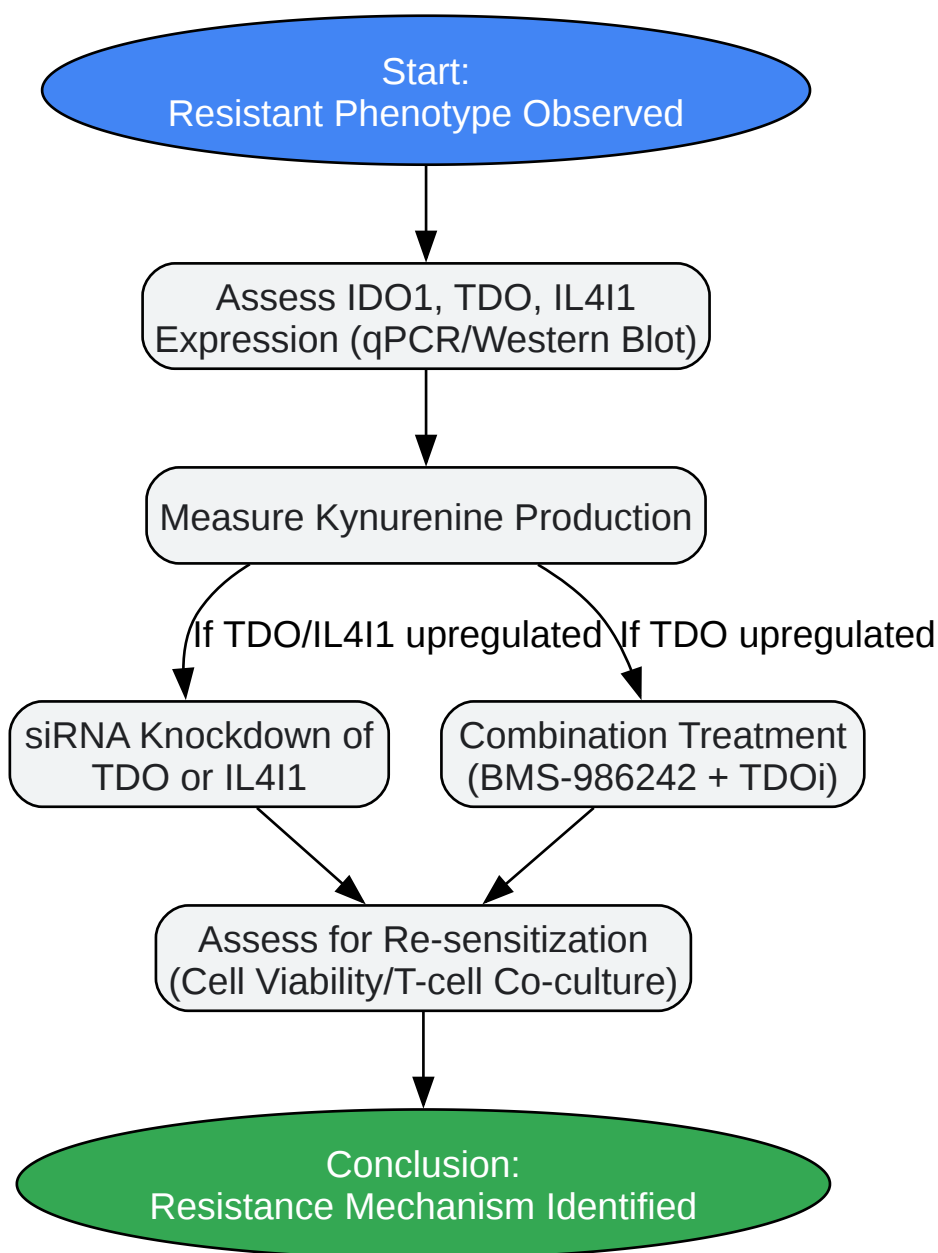 Start:
Resistant Phenotype Observed
Assess IDO1, TDO, IL4I1
Expression (qPCR/Western Blot)
Measure Kynurenine Production
If TDO/IL4I1 upregulated
If TDO upregulated
siRNA Knockdown of
TDO or IL4I1
Combination Treatment
(BMS-986242 + TDOi)
Assess for Re-sensitization
(Cell Viability/T-cell Co-culture)
Conclusion:
Resistance Mechanism Identified